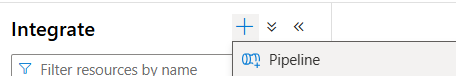 Integrate
Pipeline
Filter resources by name